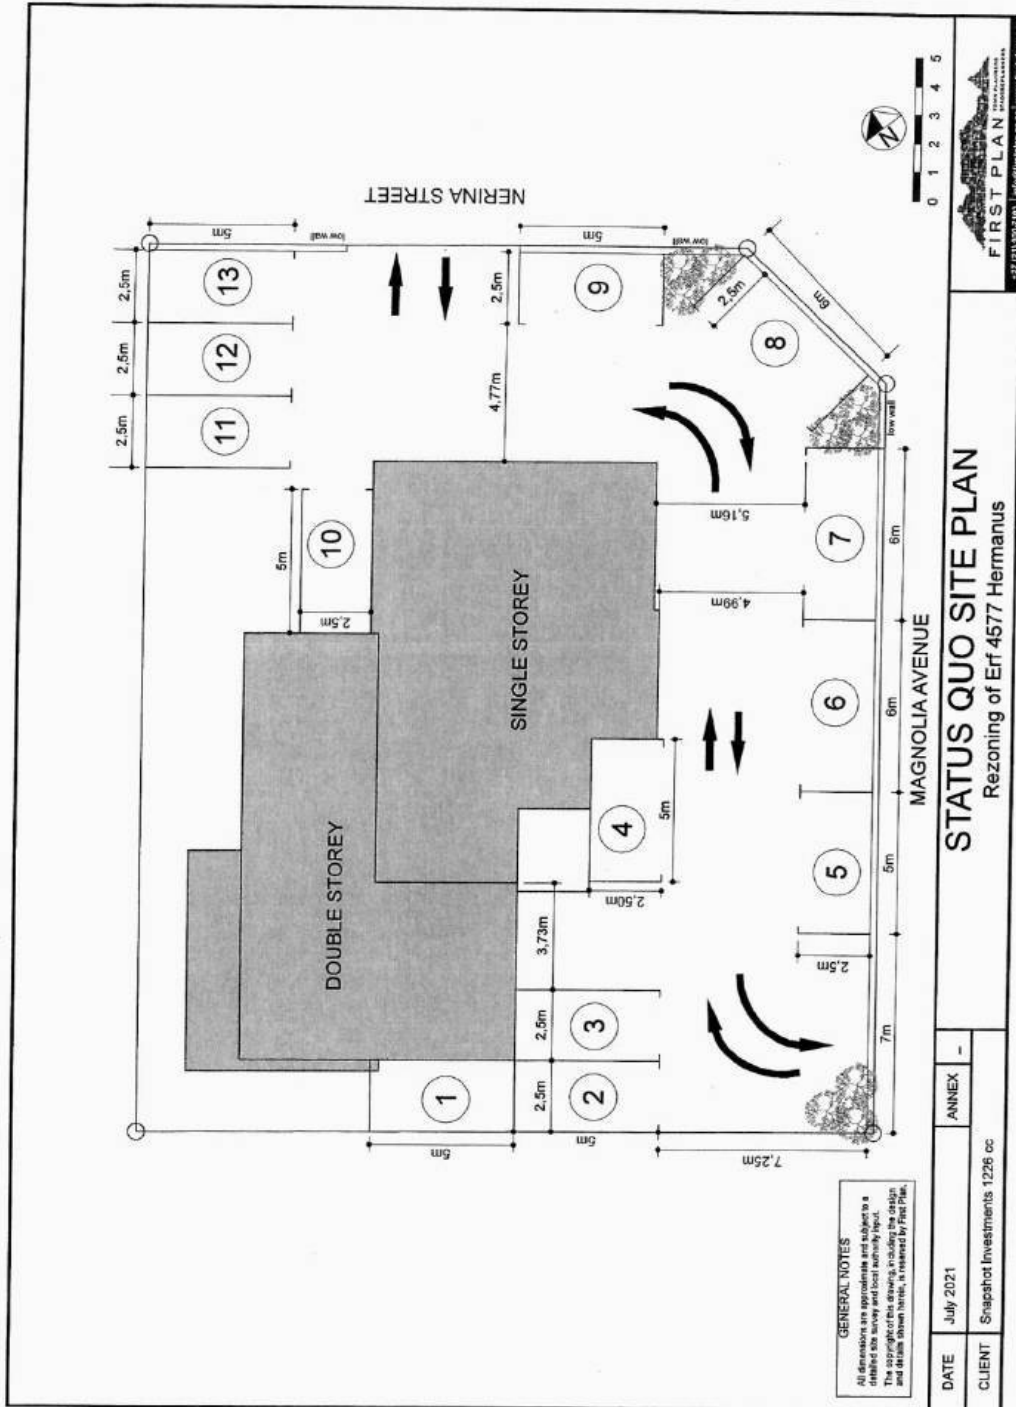 NERINA STREET
5m
low wall
5m
low wall
2,5m
2,5m
2,5m
2,5m
4,77m
2,5m
6m
13
12
11
10
9
8
7
6
5
4
3
2
1
5m
2,5m
5,16m
4,99m
low wall
SINGLE STOREY
DOUBLE STOREY
5m
2,50m
3,73m
2,5m
2,5m
5m
5m
7,25m
2,5m
6m
6m
5m
7m
MAGNOLIA AVENUE
N
0 1 2 3 4 5
GENERAL NOTES
All dimensions are approximate and subject to a
detailed site survey and local authority input.
The copyright of this drawing, including the design
and details shown herein, is reserved by First Plan.
DATE July 2021 ANNEX –
CLIENT Snapshot Investments 1226 cc
STATUS QUO SITE PLAN
Rezoning of Erf 4577 Hermanus
FIRST PLAN
TOWN PLANNERS
STADSBEPLANNERS